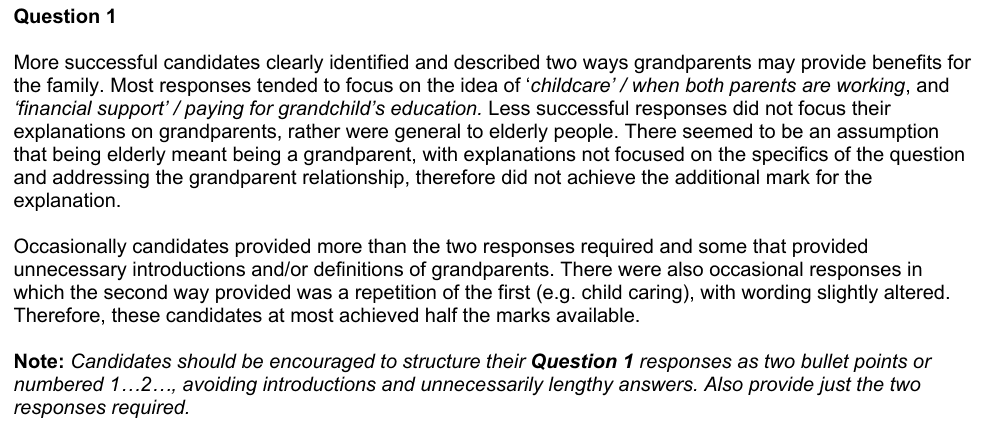 Question 1
More successful candidates clearly identified and described two ways grandparents may provide benefits for
the family. Most responses tended to focus on the idea of ‘childcare’ / when both parents are working, and
‘financial support’ / paying for grandchild’s education. Less successful responses did not focus their
explanations on grandparents, rather were general to elderly people. There seemed to be an assumption
that being elderly meant being a grandparent, with explanations not focused on the specifics of the question
and addressing the grandparent relationship, therefore did not achieve the additional mark for the
explanation.
Occasionally candidates provided more than the two responses required and some that provided
unnecessary introductions and/or definitions of grandparents. There were also occasional responses in
which the second way provided was a repetition of the first (e.g. child caring), with wording slightly altered.
Therefore, these candidates at most achieved half the marks available.
Note: Candidates should be encouraged to structure their Question 1 responses as two bullet points or
numbered 1…2…, avoiding introductions and unnecessarily lengthy answers. Also provide just the two
responses required.